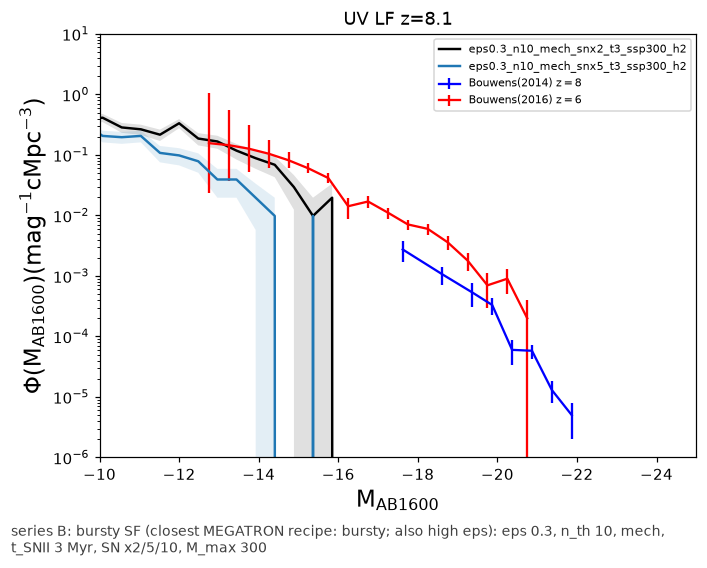 UV LF z=8.1
eps0.3_n10_mech_snx2_t3_ssp300_h2
eps0.3_n10_mech_snx5_t3_ssp300_h2
Bouwens(2014) z = 8
Bouwens(2016) z = 6
10¹
10⁰
10⁻¹
10⁻²
10⁻³
10⁻⁴
10⁻⁵
10⁻⁶
Φ(M_AB1600)(mag⁻¹cMpc⁻³)
−10 −12 −14 −16 −18 −20 −22 −24
M_AB1600
series B: bursty SF (closest MEGATRON recipe: bursty; also high eps): eps 0.3, n_th 10, mech,
t_SNII 3 Myr, SN x2/5/10, M_max 300